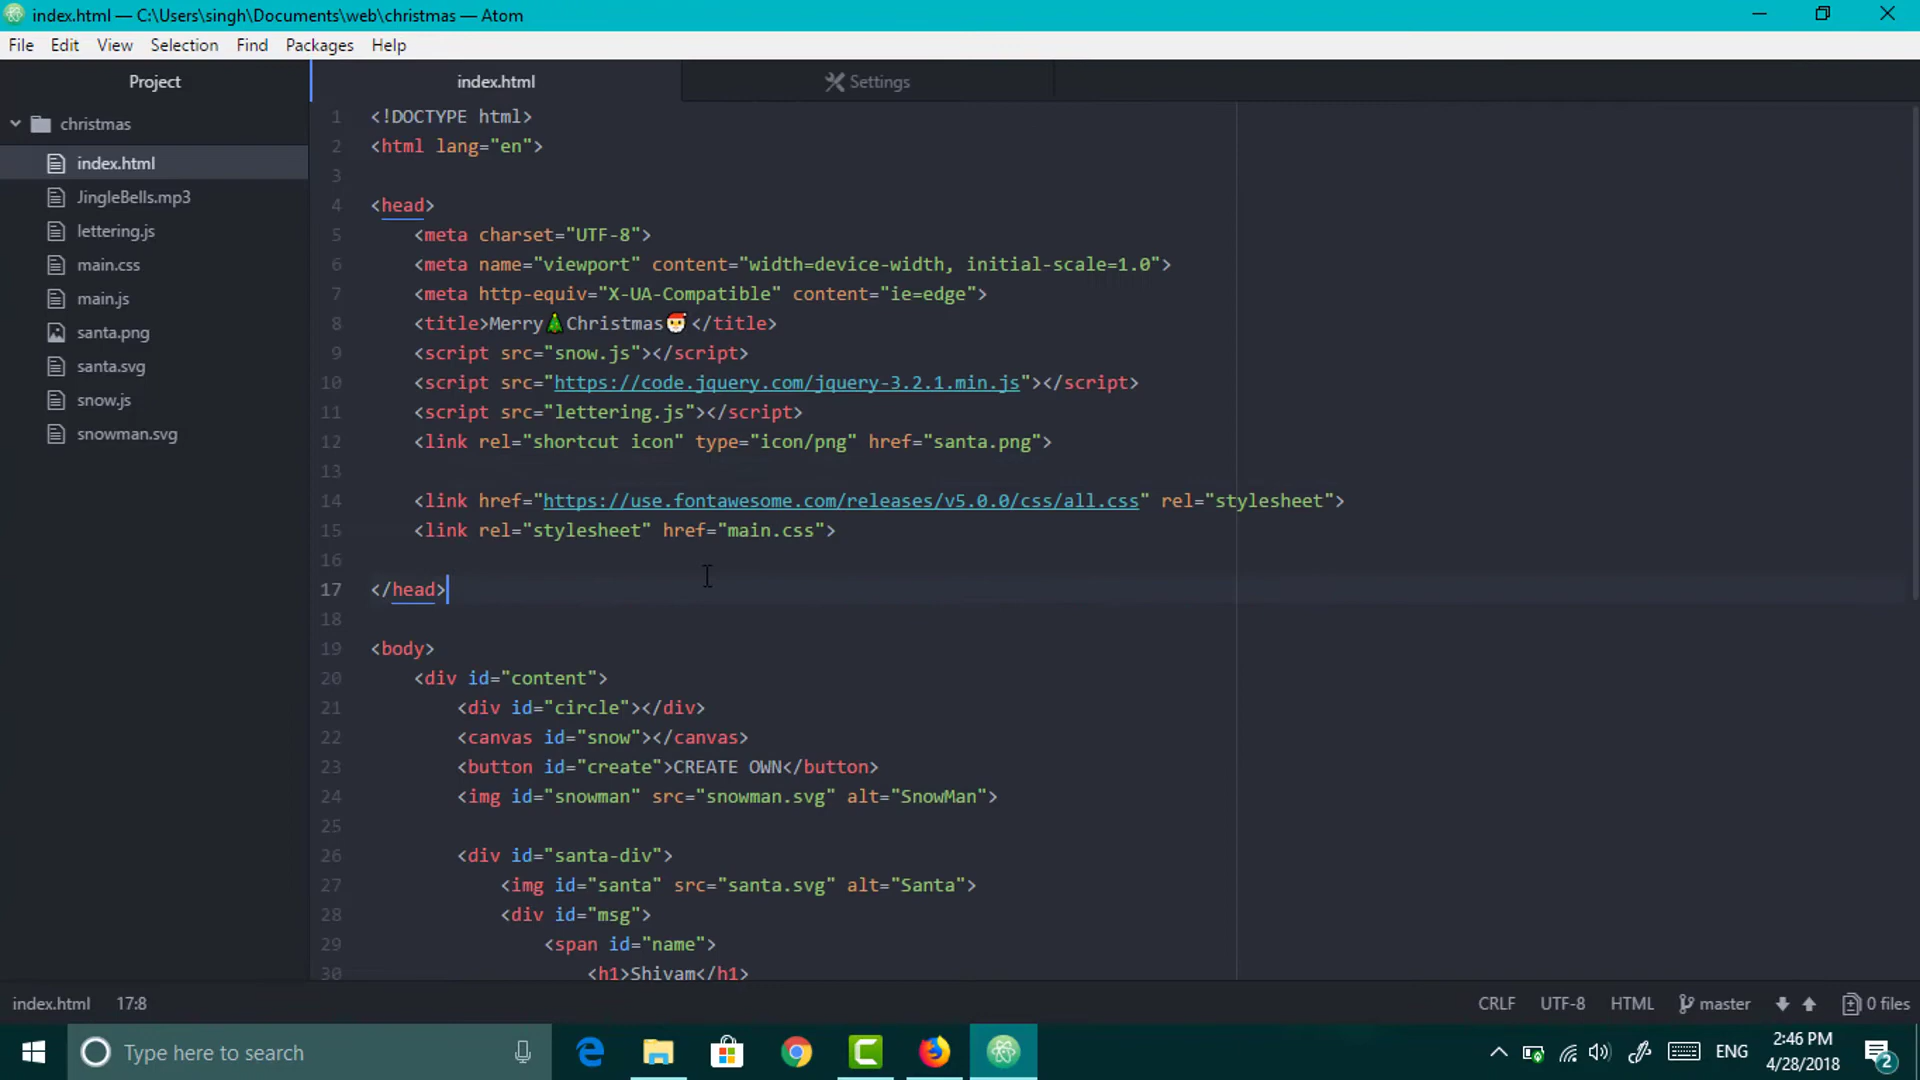 index.html — C:\Users\singh\Documents\web\christmas — Atom
File Edit View Selection Find Packages Help
Project
christmas
index.html
JingleBells.mp3
lettering.js
main.css
main.js
santa.png
santa.svg
snow.js
snowman.svg
index.html Settings
1 <!DOCTYPE html>
2 <html lang="en">
3
4 <head>
5 <meta charset="UTF-8">
6 <meta name="viewport" content="width=device-width, initial-scale=1.0">
7 <meta http-equiv="X-UA-Compatible" content="ie=edge">
8 <title>Merry🎄Christmas🎅</title>
9 <script src="snow.js"></script>
10 <script src="https://code.jquery.com/jquery-3.2.1.min.js"></script>
11 <script src="lettering.js"></script>
12 <link rel="shortcut icon" type="icon/png" href="santa.png">
13
14 <link href="https://use.fontawesome.com/releases/v5.0.0/css/all.css" rel="stylesheet">
15 <link rel="stylesheet" href="main.css">
16
17 </head>
18
19 <body>
20 <div id="content">
21 <div id="circle"></div>
22 <canvas id="snow"></canvas>
23 <button id="create">CREATE OWN</button>
24 <img id="snowman" src="snowman.svg" alt="SnowMan">
25
26 <div id="santa-div">
27 <img id="santa" src="santa.svg" alt="Santa">
28 <div id="msg">
29 <span id="name">
30 <h1>Shivam</h1>
index.html 17:8 CRLF UTF-8 HTML master 0 files
Type here to search
ENG
2:46 PM
4/28/2018
2